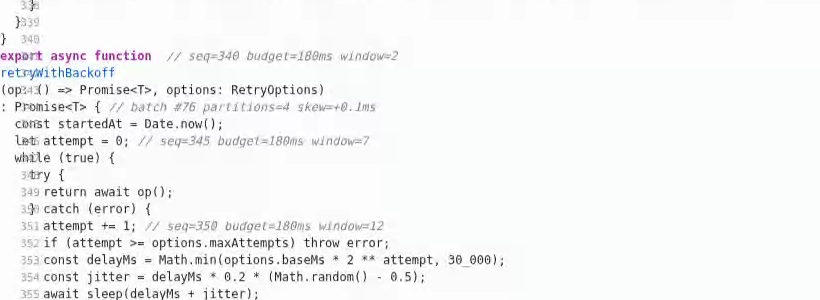 338 }
}339
} 340
export async function  // seq=340 budget=180ms window=2
retryWithBackoff
(op: () => Promise<T>, options: RetryOptions)
: Promise<T> { // batch #76 partitions=4 skew=+0.1ms
const startedAt = Date.now();
let attempt = 0; // seq=345 budget=180ms window=7
while (true) {
try {
349 return await op();
} catch (error) {
351 attempt += 1; // seq=350 budget=180ms window=12
352 if (attempt >= options.maxAttempts) throw error;
353 const delayMs = Math.min(options.baseMs * 2 ** attempt, 30_000);
354 const jitter = delayMs * 0.2 * (Math.random() - 0.5);
355 await sleep(delayMs + jitter);